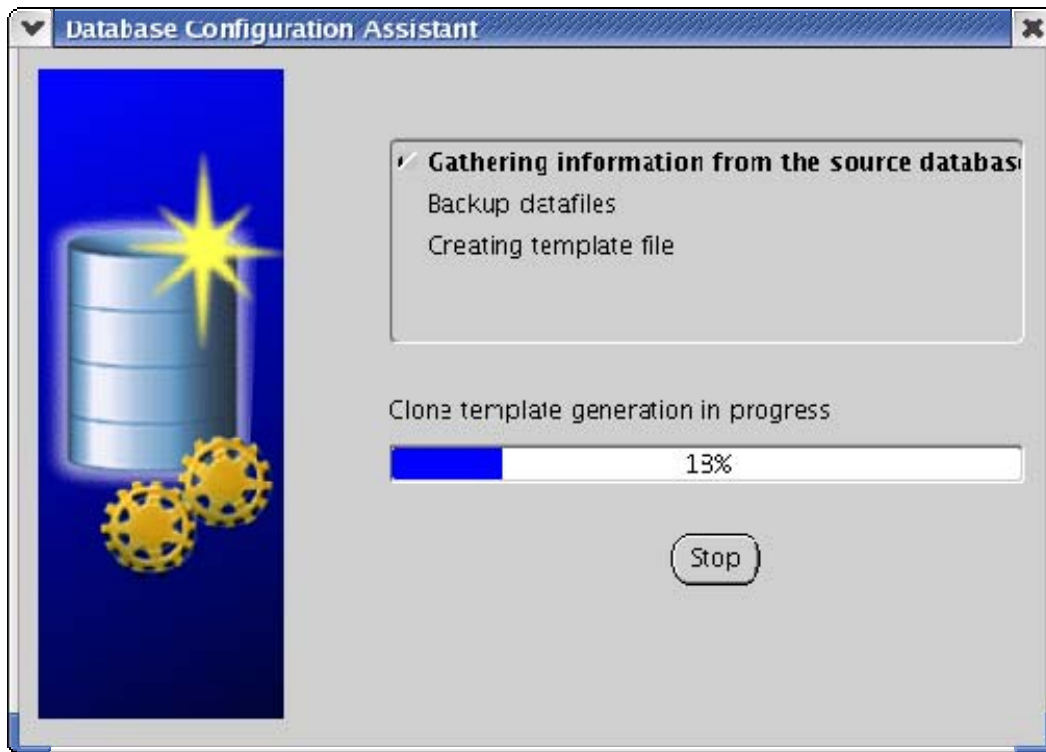 Database Configuration Assistant
Gathering information from the source databas
Backup datafiles
Creating template file
Clone template generation in progress
18%
Stop